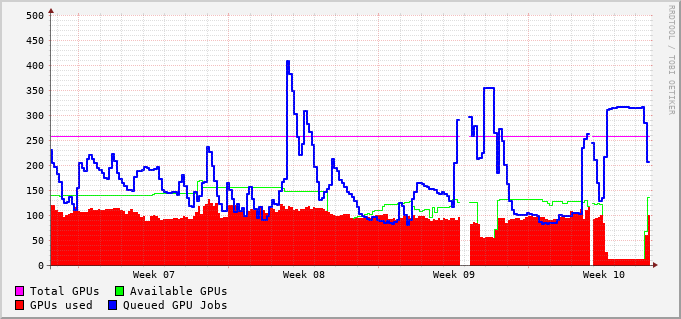 500
450
400
350
300
250
200
150
100
50
0
Week 07 Week 08 Week 09 Week 10
Total GPUs Available GPUs
GPUs used Queued GPU Jobs
RRDTOOL / TOBI OETIKER